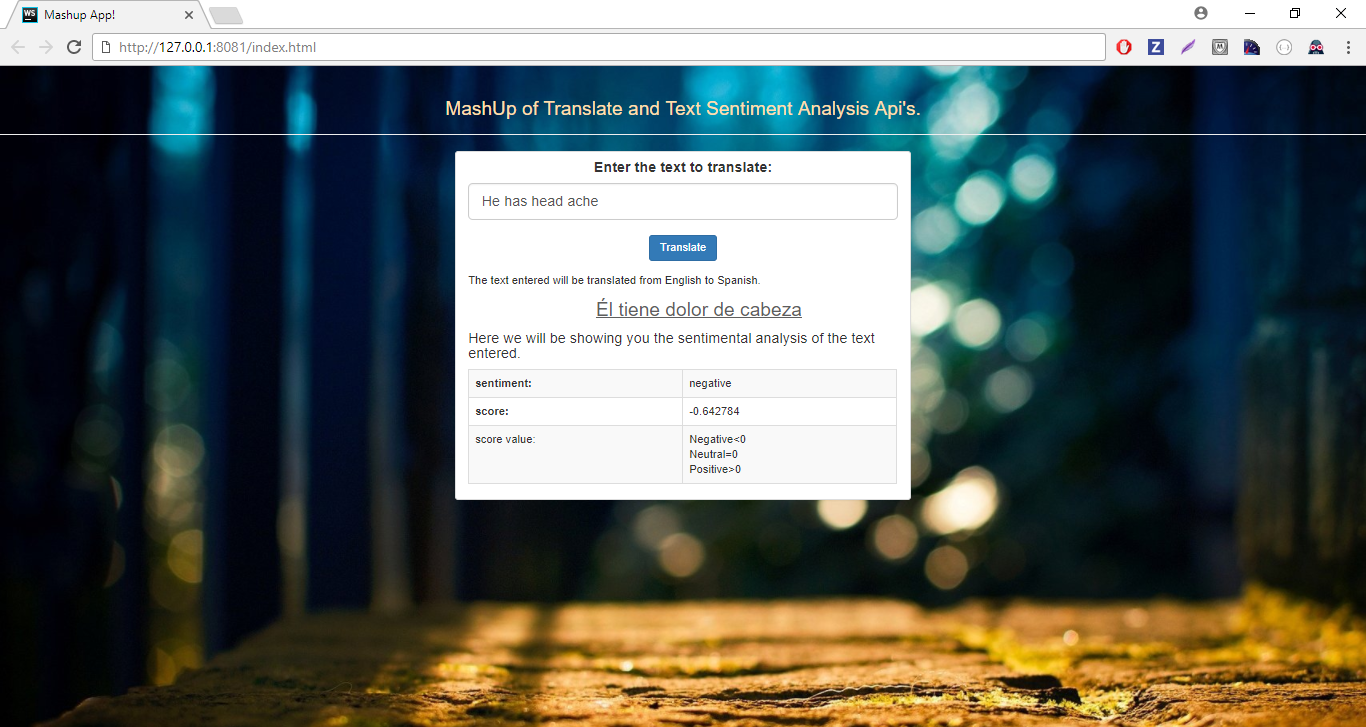 WS Mashup App!
http://127.0.0.1:8081/index.html
MashUp of Translate and Text Sentiment Analysis Api's.
Enter the text to translate:
He has head ache
Translate
The text entered will be translated from English to Spanish.
Él tiene dolor de cabeza
Here we will be showing you the sentimental analysis of the text
entered.
sentiment: negative
score: -0.642784
score value: Negative<0
Neutral=0
Positive>0